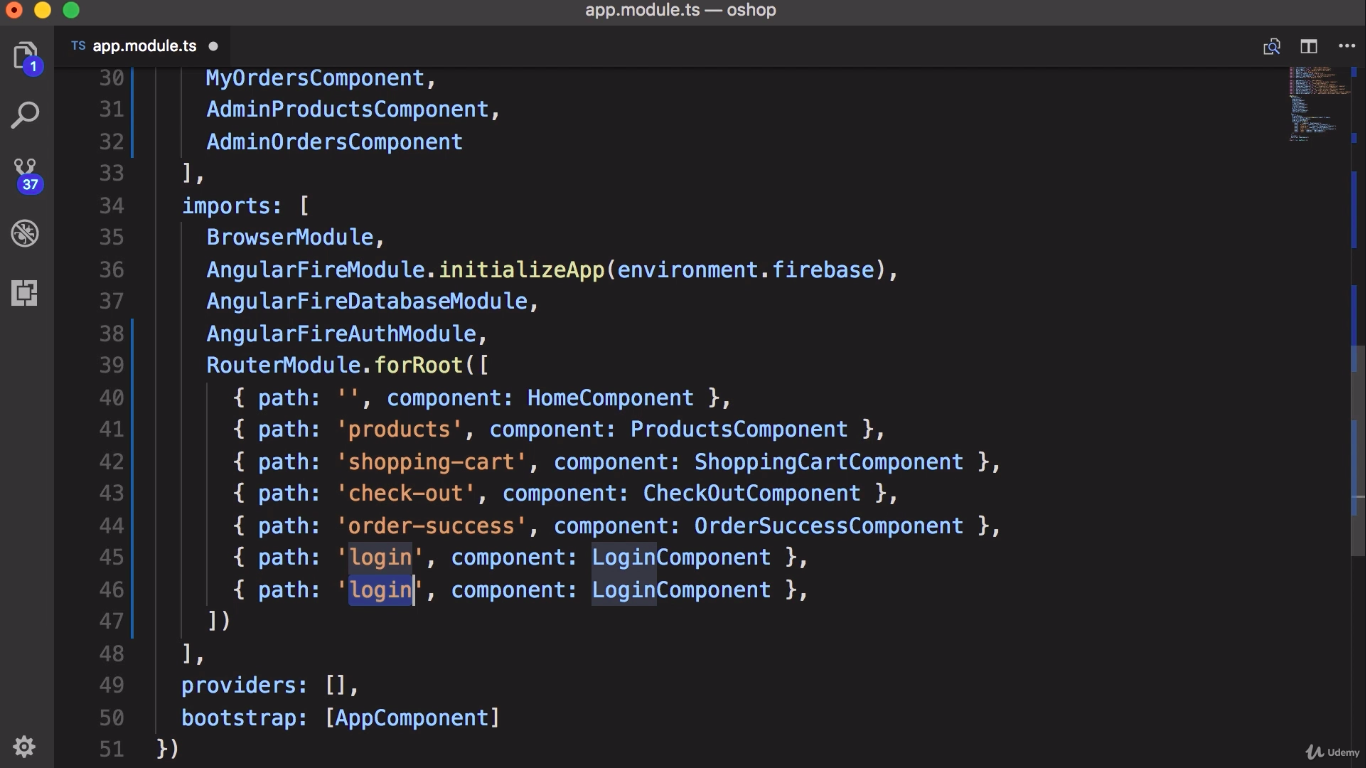 app.module.ts — oshop
TS app.module.ts
1
37
30 MyOrdersComponent,
31 AdminProductsComponent,
32 AdminOrdersComponent
33 ],
34 imports: [
35 BrowserModule,
36 AngularFireModule.initializeApp(environment.firebase),
37 AngularFireDatabaseModule,
38 AngularFireAuthModule,
39 RouterModule.forRoot([
40 { path: '', component: HomeComponent },
41 { path: 'products', component: ProductsComponent },
42 { path: 'shopping-cart', component: ShoppingCartComponent },
43 { path: 'check-out', component: CheckOutComponent },
44 { path: 'order-success', component: OrderSuccessComponent },
45 { path: 'login', component: LoginComponent },
46 { path: 'login', component: LoginComponent },
47 ])
48 ],
49 providers: [],
50 bootstrap: [AppComponent]
51 })
Udemy